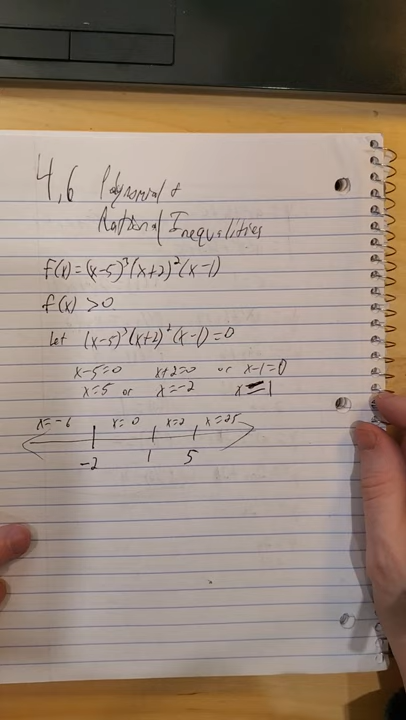 4.6 Polynomial +
Rational Inequalities
f(x)=(x-5)³(x+2)²(x-1)
f(x) >0
Let (x-5)³(x+2)²(x-1)=0
x-5=0 x+2=0 or x-1=0
x=5 or x=-2 x=1
x=-6 x=0 x=2 x=25
-2 1 5